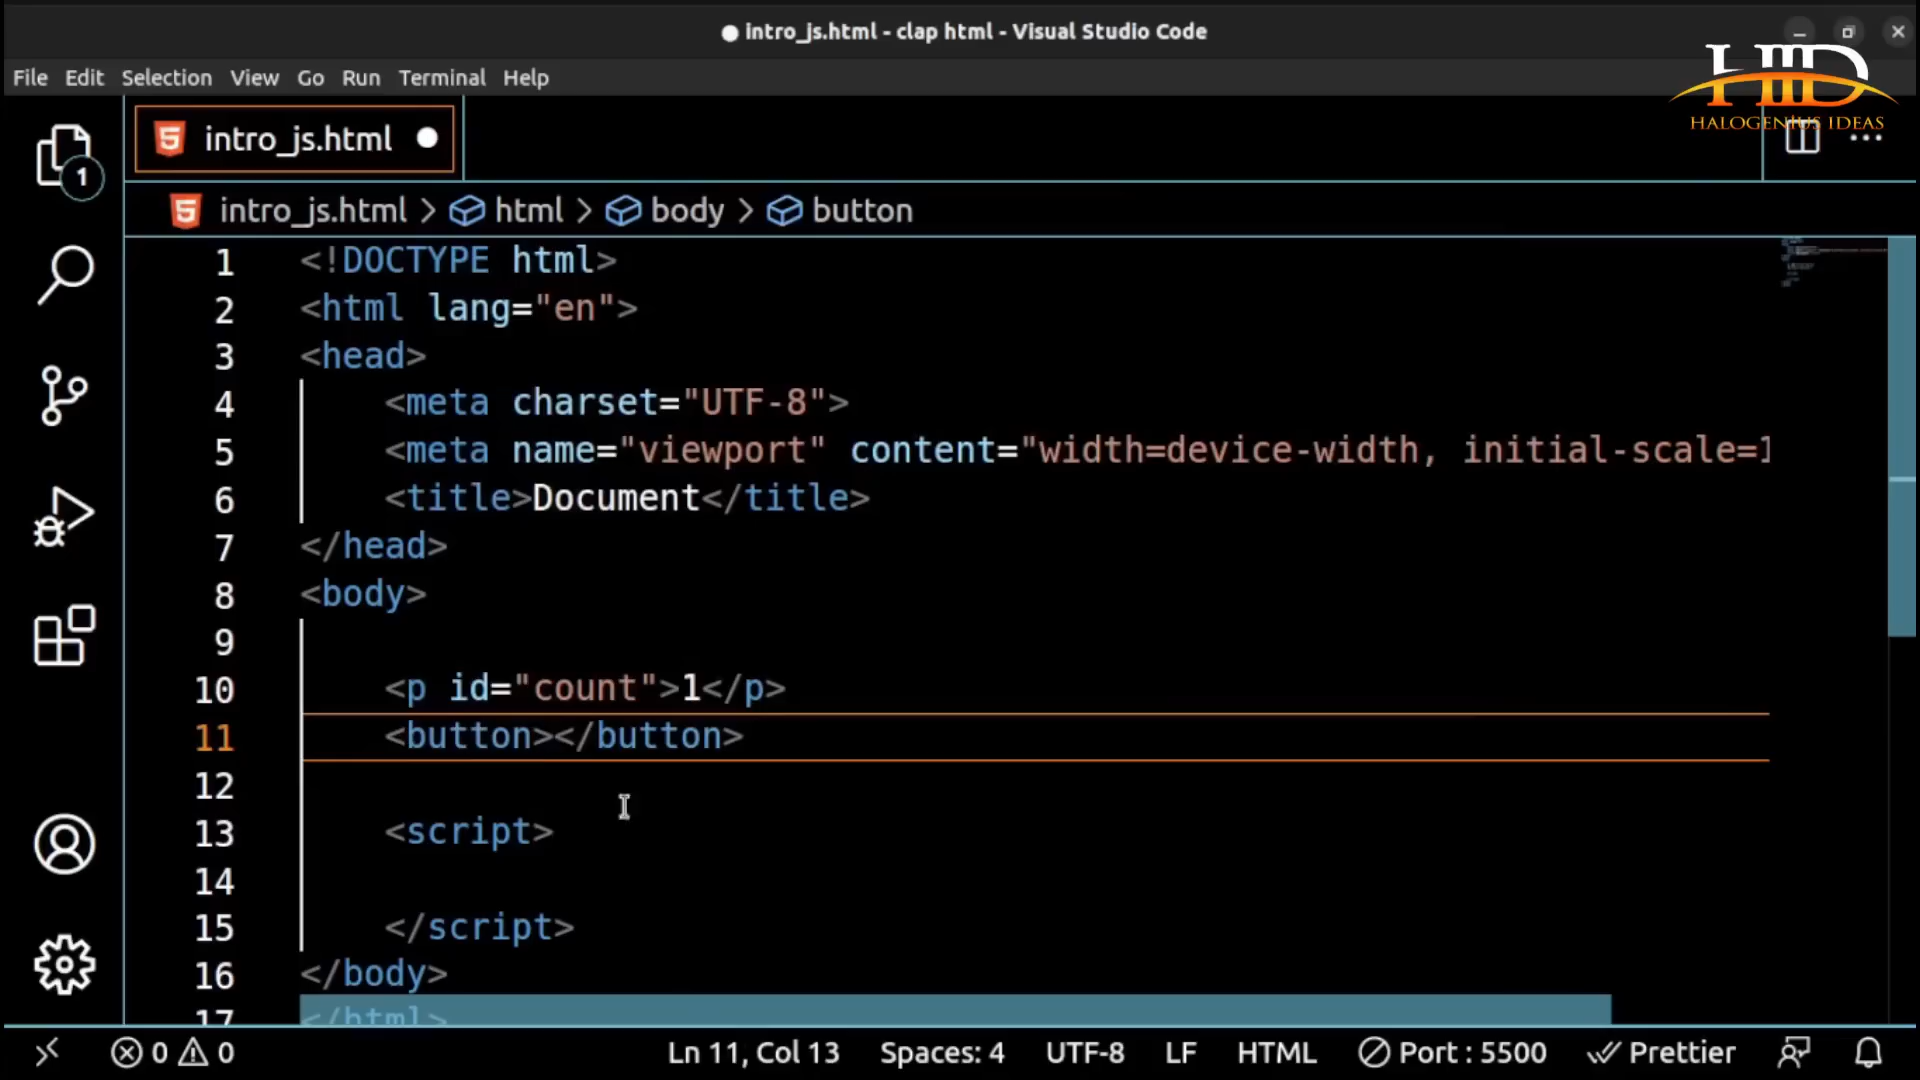 intro_js.html - clap html - Visual Studio Code
File Edit Selection View Go Run Terminal Help
HID
HALOGENIUS IDEAS
intro_js.html
1
intro_js.html > html > body > button
1 <!DOCTYPE html>
2 <html lang="en">
3 <head>
4 <meta charset="UTF-8">
5 <meta name="viewport" content="width=device-width, initial-scale=1
6 <title>Document</title>
7 </head>
8 <body>
9
10 <p id="count">1</p>
11 <button></button>
12
13 <script>
14
15 </script>
16 </body>
17 </html>
0 0 Ln 11, Col 13 Spaces: 4 UTF-8 LF HTML Port : 5500 Prettier